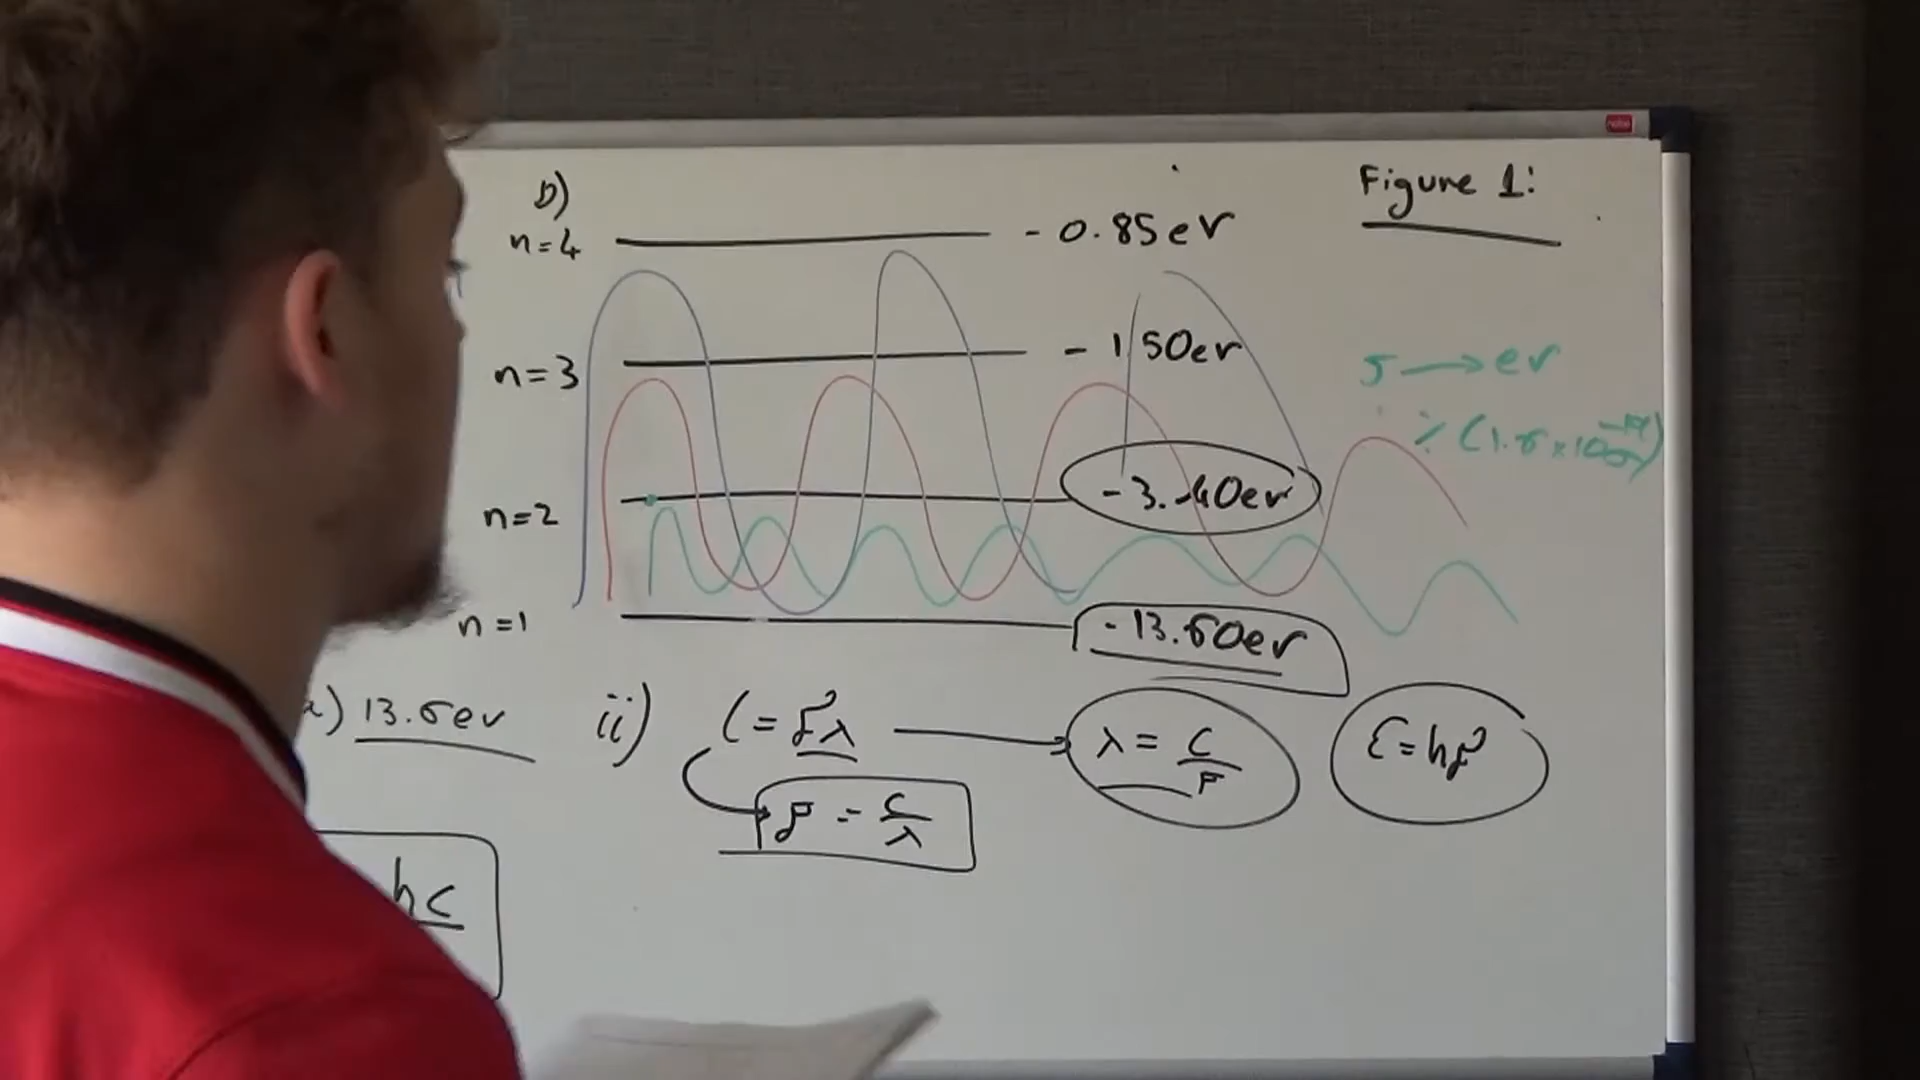 b)
Figure 1:
n=4 -0.85ev
n=3 -1.50ev
J → ev
÷(1.6×10^-19)
n=2 -3.40ev
n=1 -13.60ev
a) 13.6ev
ii) C=fλ → λ=c/f
E=hf
f=c/λ
hc